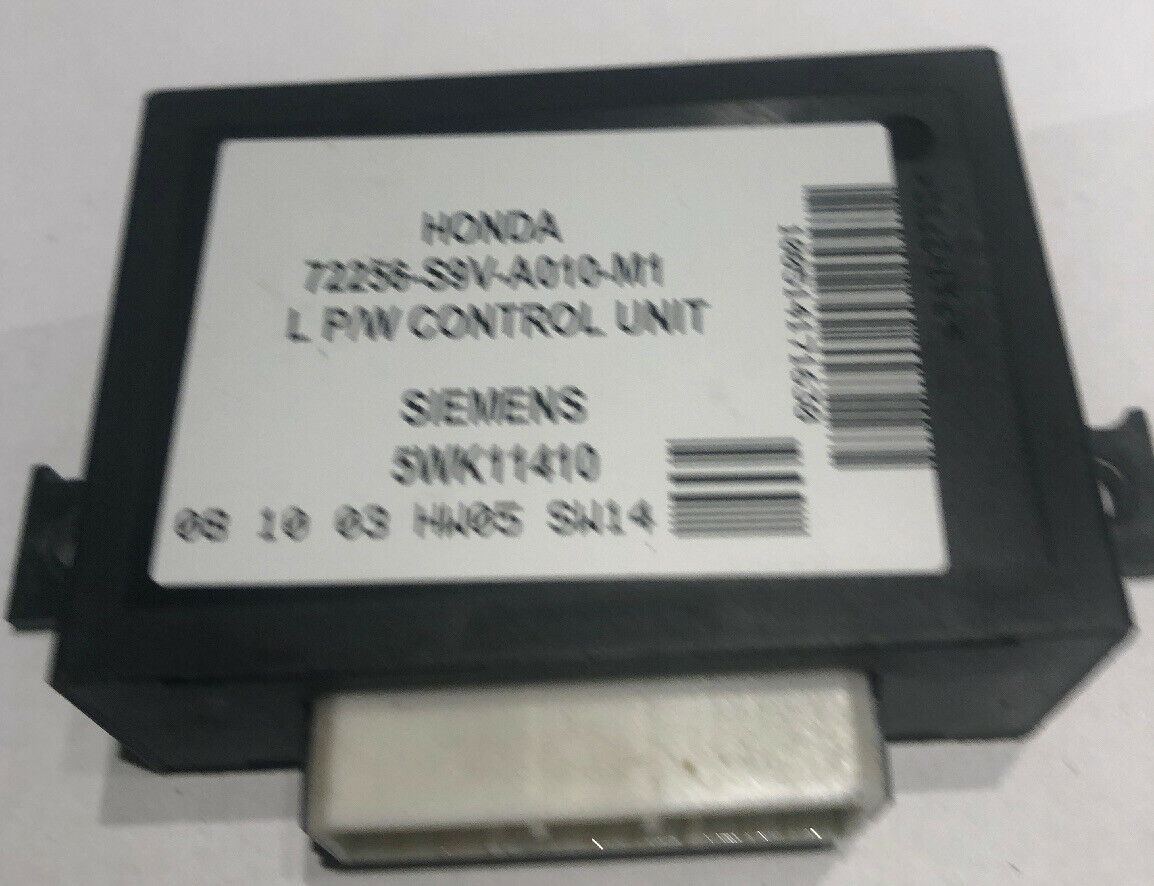 HONDA
72256-S9V-A010-M1
L P/W CONTROL UNIT
SIEMENS
5WK11410
08 10 03 HW05 SW14